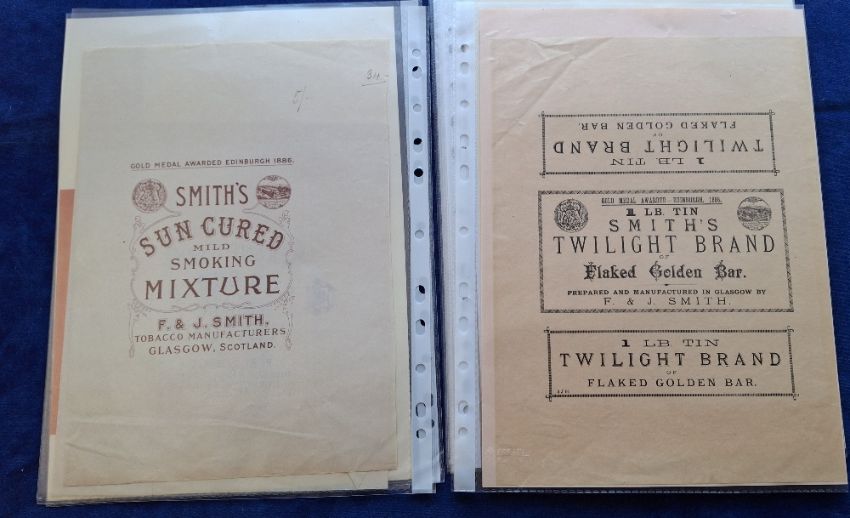 34.-
5/-
GOLD MEDAL AWARDED EDINBURGH 1886.
SMITH'S
SUN CURED
MILD
SMOKING
MIXTURE
F. & J. SMITH,
TOBACCO MANUFACTURERS
GLASGOW, SCOTLAND.
1 LB. TIN
TWILIGHT BRAND
OF
FLAKED GOLDEN BAR.
GOLD MEDAL AWARDED EDINBURGH, 1886.
1 LB. TIN
SMITH'S
TWILIGHT BRAND
OF
Flaked Golden Bar.
PREPARED AND MANUFACTURED IN GLASGOW BY
F. & J. SMITH.
1 LB TIN
TWILIGHT BRAND
OF
FLAKED GOLDEN BAR.